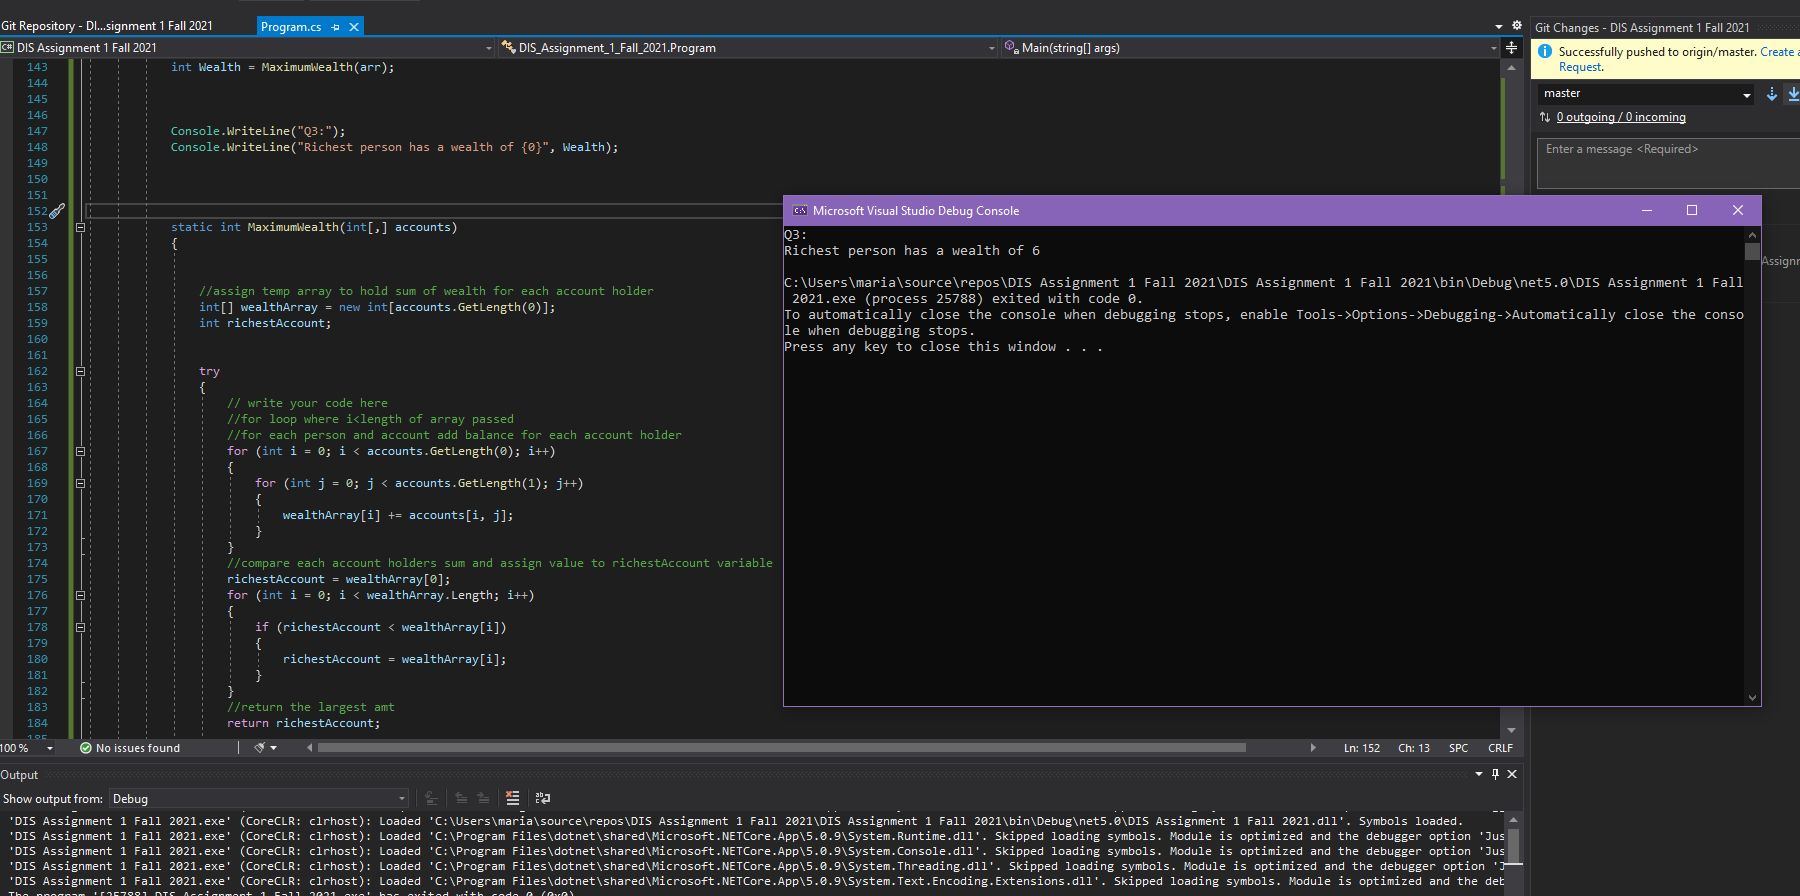 Git Repository - DI...signment 1 Fall 2021
Program.cs
Git Changes - DIS Assignment 1 Fall 2021
C# DIS Assignment 1 Fall 2021
DIS_Assignment_1_Fall_2021.Program
Main(string[] args)
Successfully pushed to origin/master. Create a
Request.
master
0 outgoing / 0 incoming
Enter a message <Required>
143 int Wealth = MaximumWealth(arr);
144
145
146
147 Console.WriteLine("Q3:");
148 Console.WriteLine("Richest person has a wealth of {0}", Wealth);
149
150
151
152
153 static int MaximumWealth(int[,] accounts)
154 {
155
156
157 //assign temp array to hold sum of wealth for each account holder
158 int[] wealthArray = new int[accounts.GetLength(0)];
159 int richestAccount;
160
161
162 try
163 {
164 // write your code here
165 //for loop where i<length of array passed
166 //for each person and account add balance for each account holder
167 for (int i = 0; i < accounts.GetLength(0); i++)
168 {
169 for (int j = 0; j < accounts.GetLength(1); j++)
170 {
171 wealthArray[i] += accounts[i, j];
172 }
173 }
174 //compare each account holders sum and assign value to richestAccount variable
175 richestAccount = wealthArray[0];
176 for (int i = 0; i < wealthArray.Length; i++)
177 {
178 if (richestAccount < wealthArray[i])
179 {
180 richestAccount = wealthArray[i];
181 }
182 }
183 //return the largest amt
184 return richestAccount;
Microsoft Visual Studio Debug Console
Q3:
Richest person has a wealth of 6
C:\Users\maria\source\repos\DIS Assignment 1 Fall 2021\DIS Assignment 1 Fall 2021\bin\Debug\net5.0\DIS Assignment 1 Fall
2021.exe (process 25788) exited with code 0.
To automatically close the console when debugging stops, enable Tools->Options->Debugging->Automatically close the conso
le when debugging stops.
Press any key to close this window . . .
Assignm
100 %
No issues found
Ln: 152 Ch: 13 SPC CRLF
Output
Show output from: Debug
'DIS Assignment 1 Fall 2021.exe' (CoreCLR: clrhost): Loaded 'C:\Users\maria\source\repos\DIS Assignment 1 Fall 2021\DIS Assignment 1 Fall 2021\bin\Debug\net5.0\DIS Assignment 1 Fall 2021.dll'. Symbols loaded.
'DIS Assignment 1 Fall 2021.exe' (CoreCLR: clrhost): Loaded 'C:\Program Files\dotnet\shared\Microsoft.NETCore.App\5.0.9\System.Runtime.dll'. Skipped loading symbols. Module is optimized and the debugger option 'Jus
'DIS Assignment 1 Fall 2021.exe' (CoreCLR: clrhost): Loaded 'C:\Program Files\dotnet\shared\Microsoft.NETCore.App\5.0.9\System.Console.dll'. Skipped loading symbols. Module is optimized and the debugger option 'Jus
'DIS Assignment 1 Fall 2021.exe' (CoreCLR: clrhost): Loaded 'C:\Program Files\dotnet\shared\Microsoft.NETCore.App\5.0.9\System.Threading.dll'. Skipped loading symbols. Module is optimized and the debugger option 'J
'DIS Assignment 1 Fall 2021.exe' (CoreCLR: clrhost): Loaded 'C:\Program Files\dotnet\shared\Microsoft.NETCore.App\5.0.9\System.Text.Encoding.Extensions.dll'. Skipped loading symbols. Module is optimized and the deb
The program '[25788] DIS Assignment 1 Fall 2021.exe' has exited with code 0 (0x0).